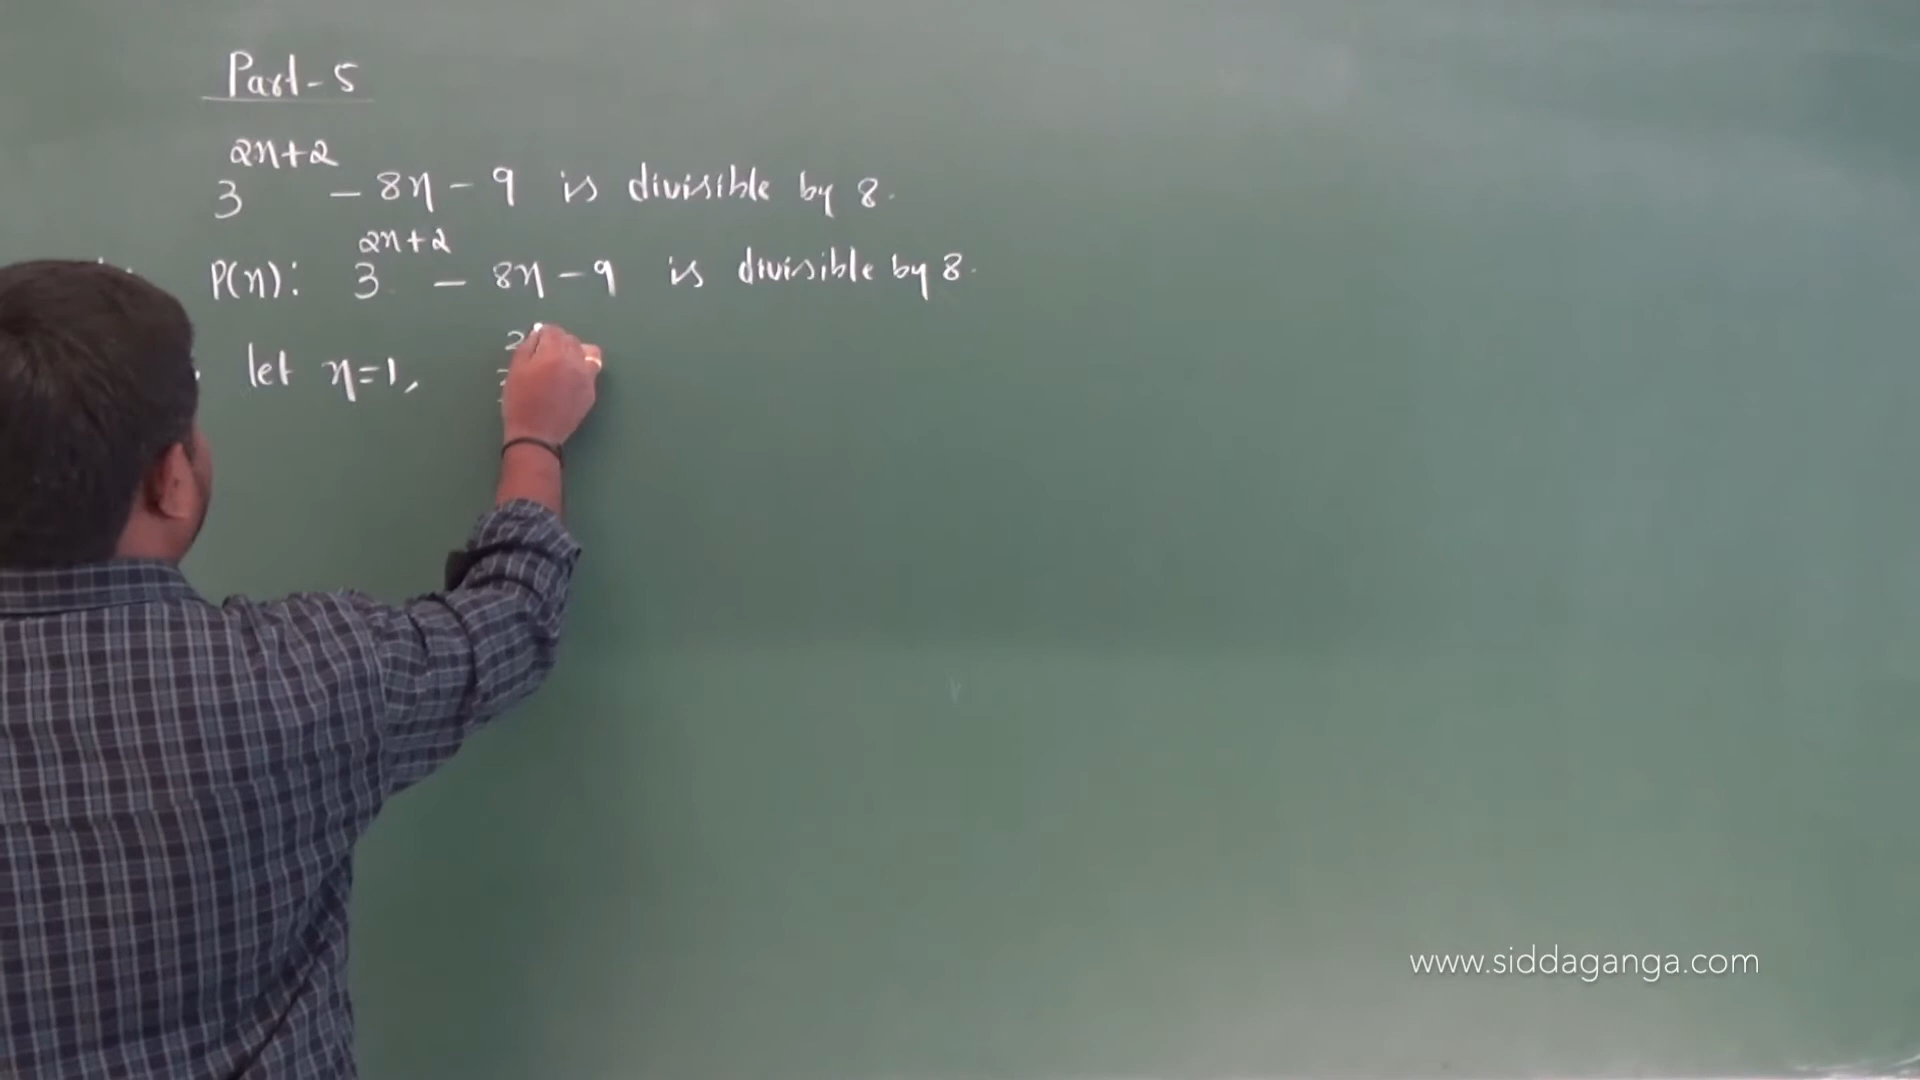 Part-5
3^{2n+2} - 8n - 9 is divisible by 8.
P(n): 3^{2n+2} - 8n - 9 is divisible by 8.
let n=1,
www.siddaganga.com